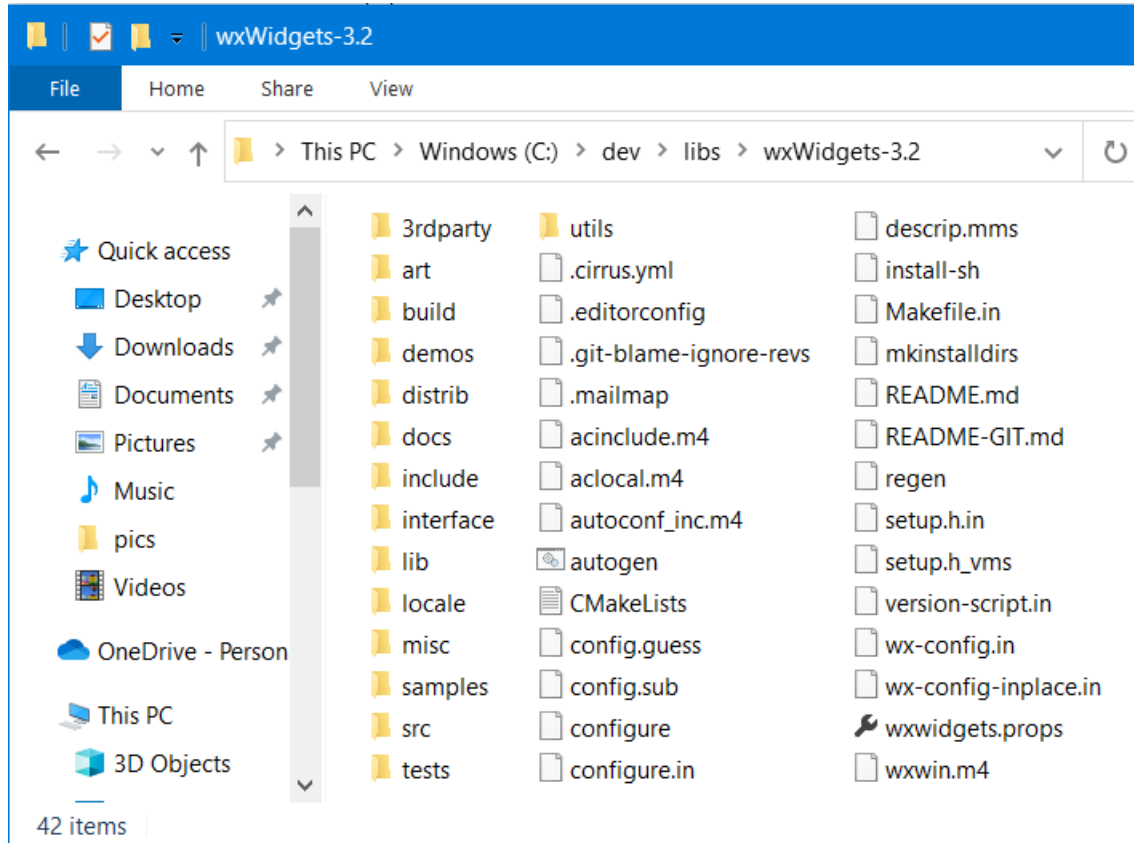 wxWidgets-3.2
File Home Share View
This PC > Windows (C:) > dev > libs > wxWidgets-3.2
Quick access
Desktop
Downloads
Documents
Pictures
Music
pics
Videos
OneDrive - Person
This PC
3D Objects
3rdparty
art
build
demos
distrib
docs
include
interface
lib
locale
misc
samples
src
tests
utils
.cirrus.yml
.editorconfig
.git-blame-ignore-revs
.mailmap
acinclude.m4
aclocal.m4
autoconf_inc.m4
autogen
CMakeLists
config.guess
config.sub
configure
configure.in
descrip.mms
install-sh
Makefile.in
mkinstalldirs
README.md
README-GIT.md
regen
setup.h.in
setup.h_vms
version-script.in
wx-config.in
wx-config-inplace.in
wxwidgets.props
wxwin.m4
42 items